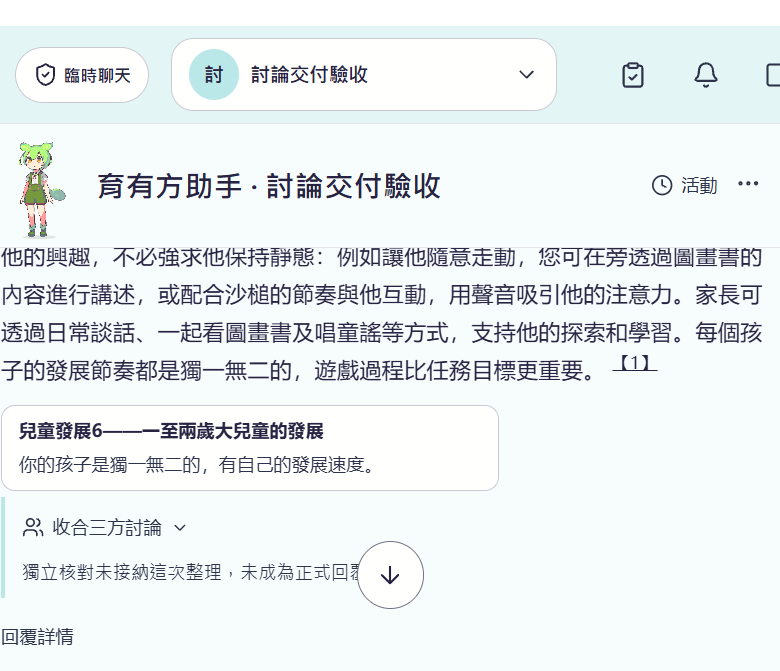 臨時聊天
討
討論交付驗收
育有方助手 · 討論交付驗收
活動
他的興趣，不必強求他保持靜態：例如讓他隨意走動，您可在旁透過圖畫書的
內容進行講述，或配合沙槌的節奏與他互動，用聲音吸引他的注意力。家長可
透過日常談話、一起看圖畫書及唱童謠等方式，支持他的探索和學習。每個孩
子的發展節奏都是獨一無二的，遊戲過程比任務目標更重要。 【1】
兒童發展6——一至兩歲大兒童的發展
你的孩子是獨一無二的，有自己的發展速度。
收合三方討論
獨立核對未接納這次整理，未成為正式回
回覆詳情